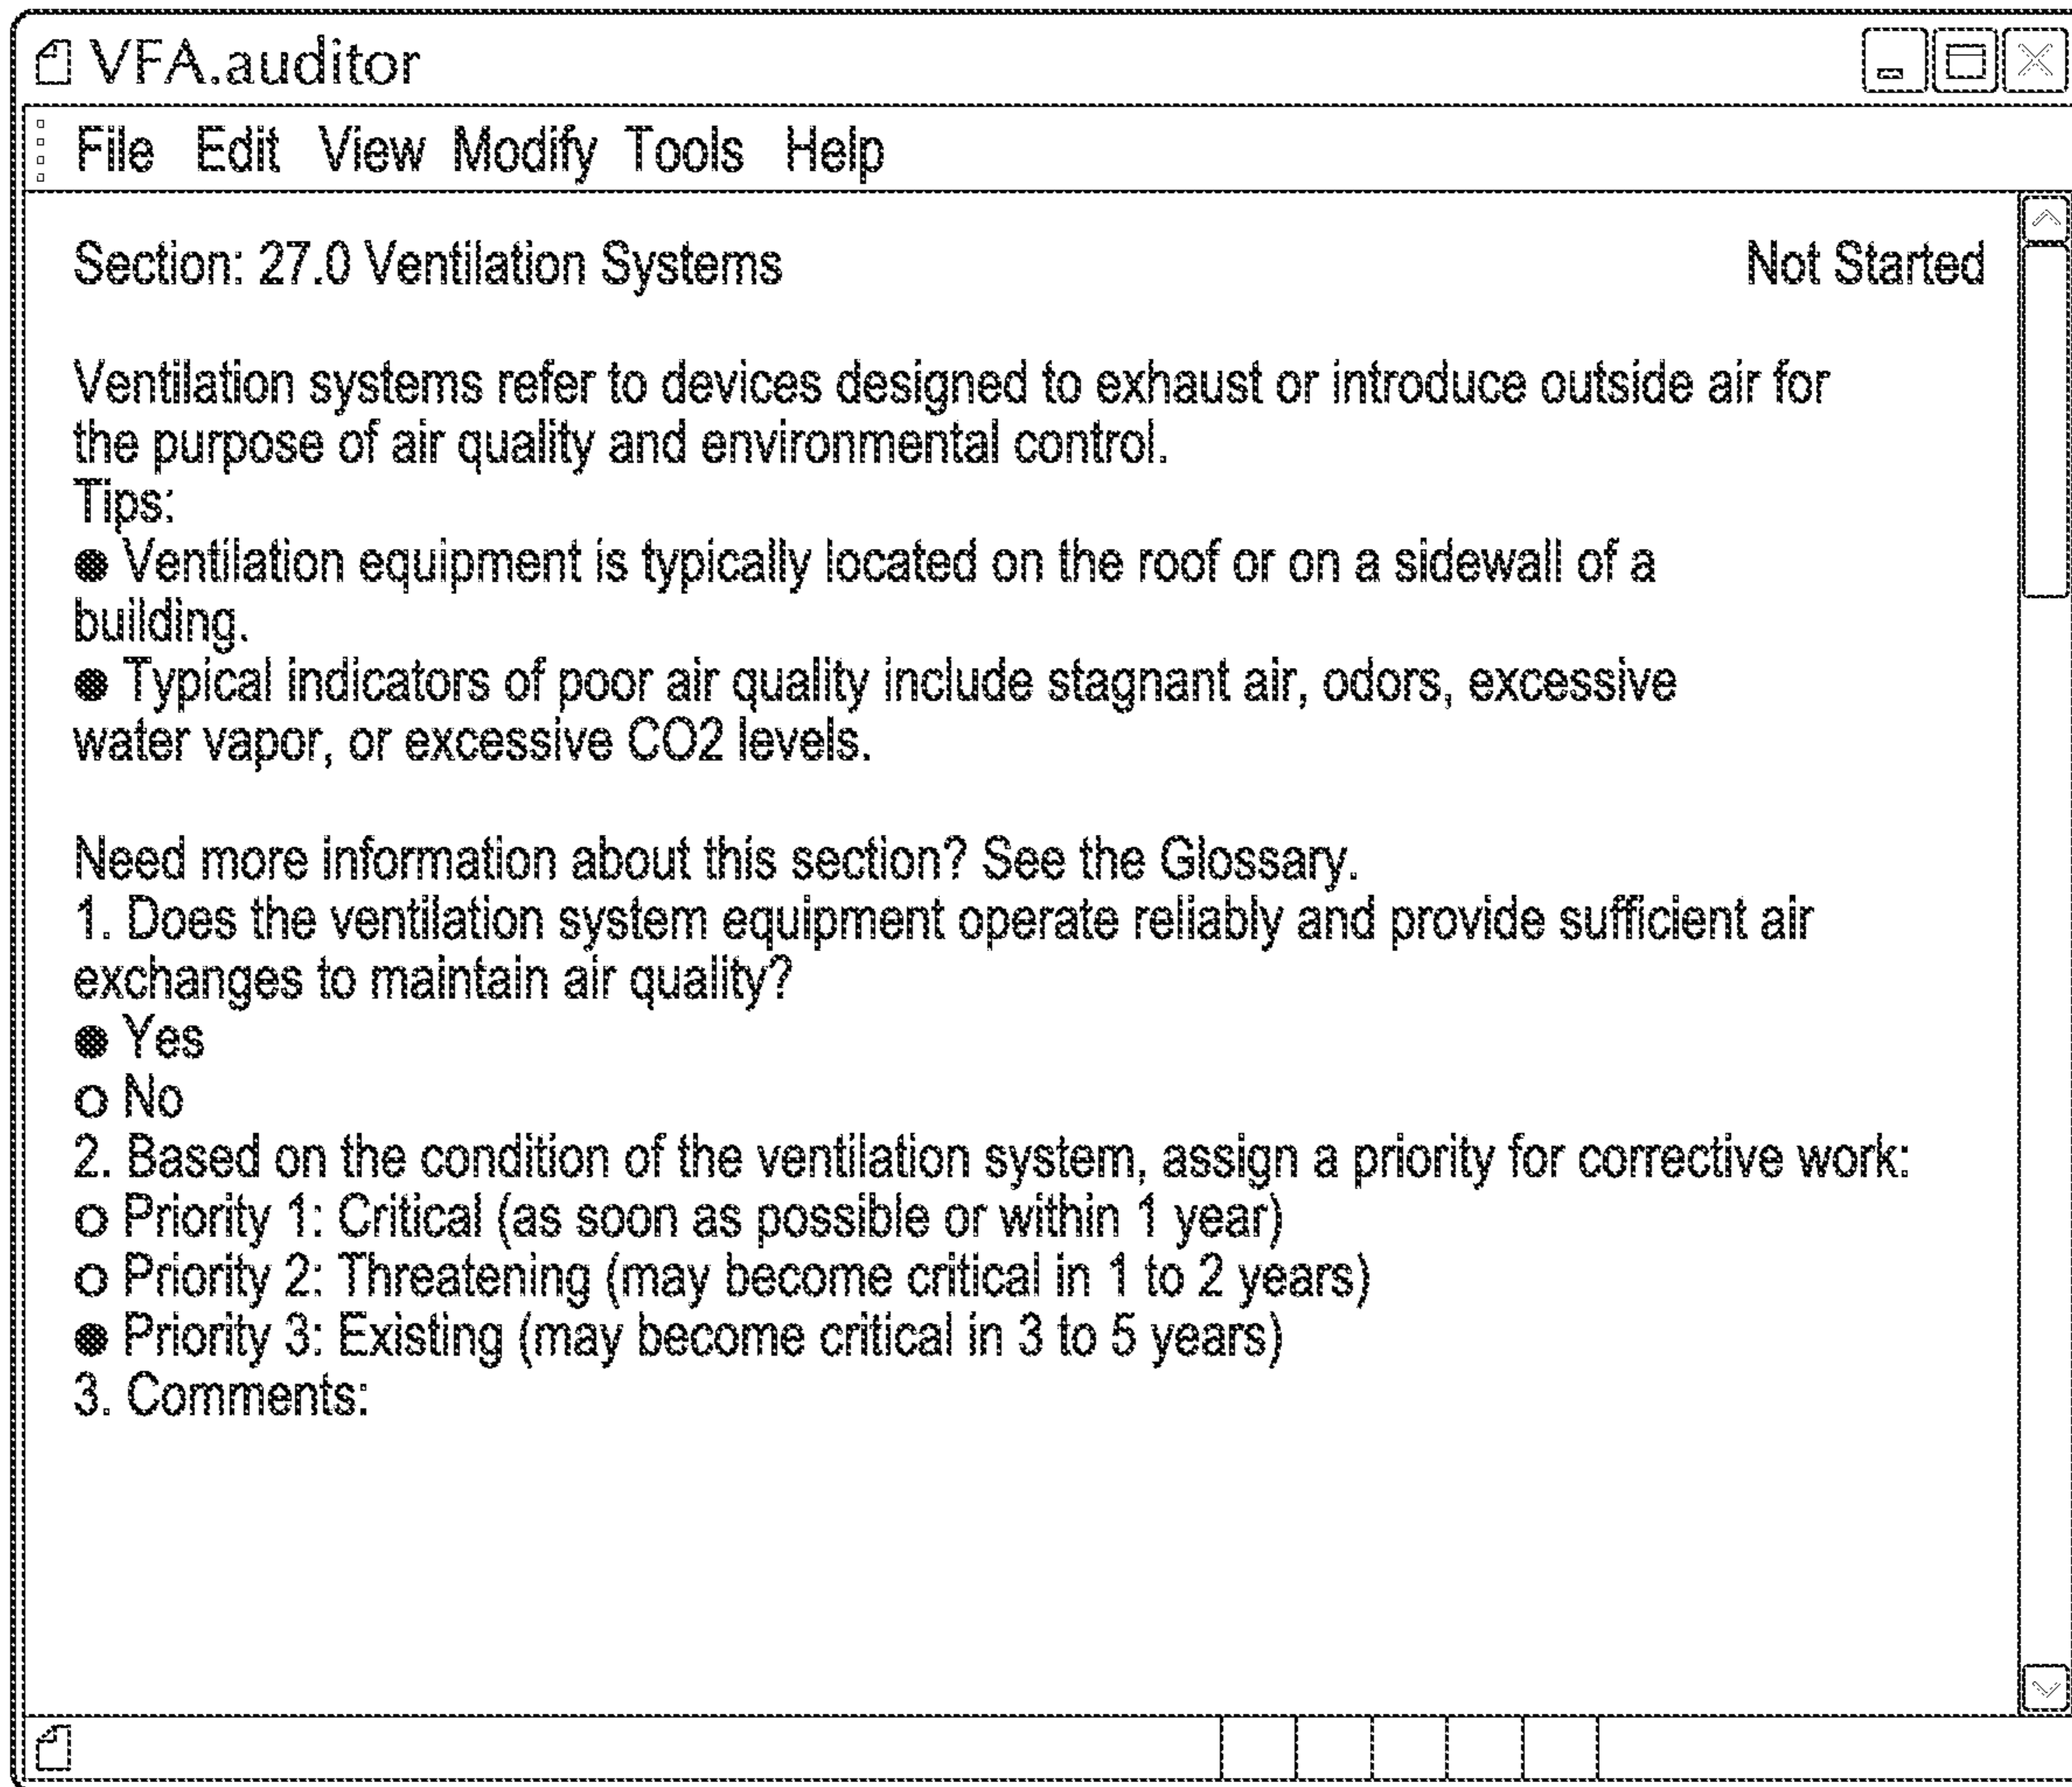 VFA.auditor
File Edit View Modify Tools Help
Section: 27.0 Ventilation Systems Not Started
Ventilation systems refer to devices designed to exhaust or introduce outside air for
the purpose of air quality and environmental control.
Tips:
● Ventilation equipment is typically located on the roof or on a sidewall of a
building.
● Typical indicators of poor air quality include stagnant air, odors, excessive
water vapor, or excessive CO2 levels.
Need more information about this section? See the Glossary.
1. Does the ventilation system equipment operate reliably and provide sufficient air
exchanges to maintain air quality?
● Yes
○ No
2. Based on the condition of the ventilation system, assign a priority for corrective work:
○ Priority 1: Critical (as soon as possible or within 1 year)
○ Priority 2: Threatening (may become critical in 1 to 2 years)
● Priority 3: Existing (may become critical in 3 to 5 years)
3. Comments: